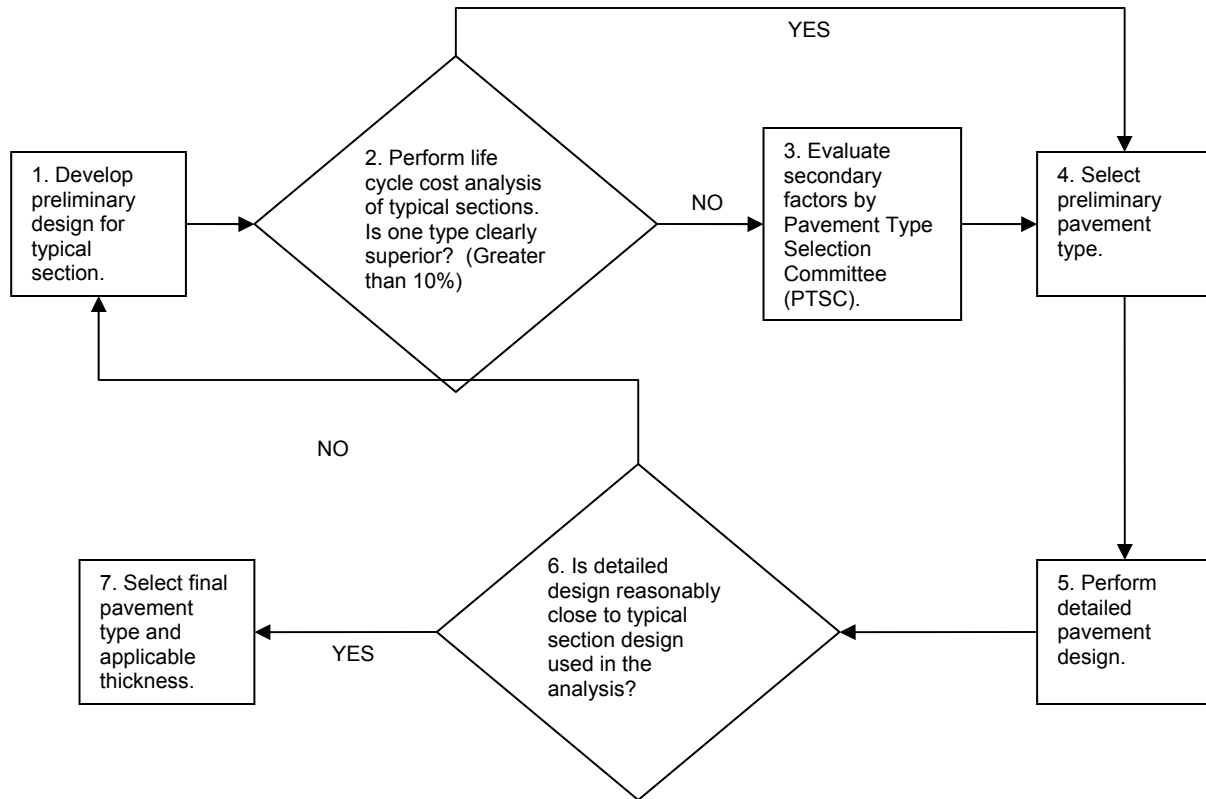 YES
1. Develop
preliminary
design for
typical
section.
2. Perform life
cycle cost analysis
of typical sections.
Is one type clearly
superior?  (Greater
than 10%)
NO
3. Evaluate
secondary
factors by
Pavement Type
Selection
Committee
(PTSC).
4. Select
preliminary
pavement
type.
NO
7. Select final
pavement
type and
applicable
thickness.
YES
6. Is detailed
design reasonably
close to typical
section design
used in the
analysis?
5. Perform
detailed
pavement
design.